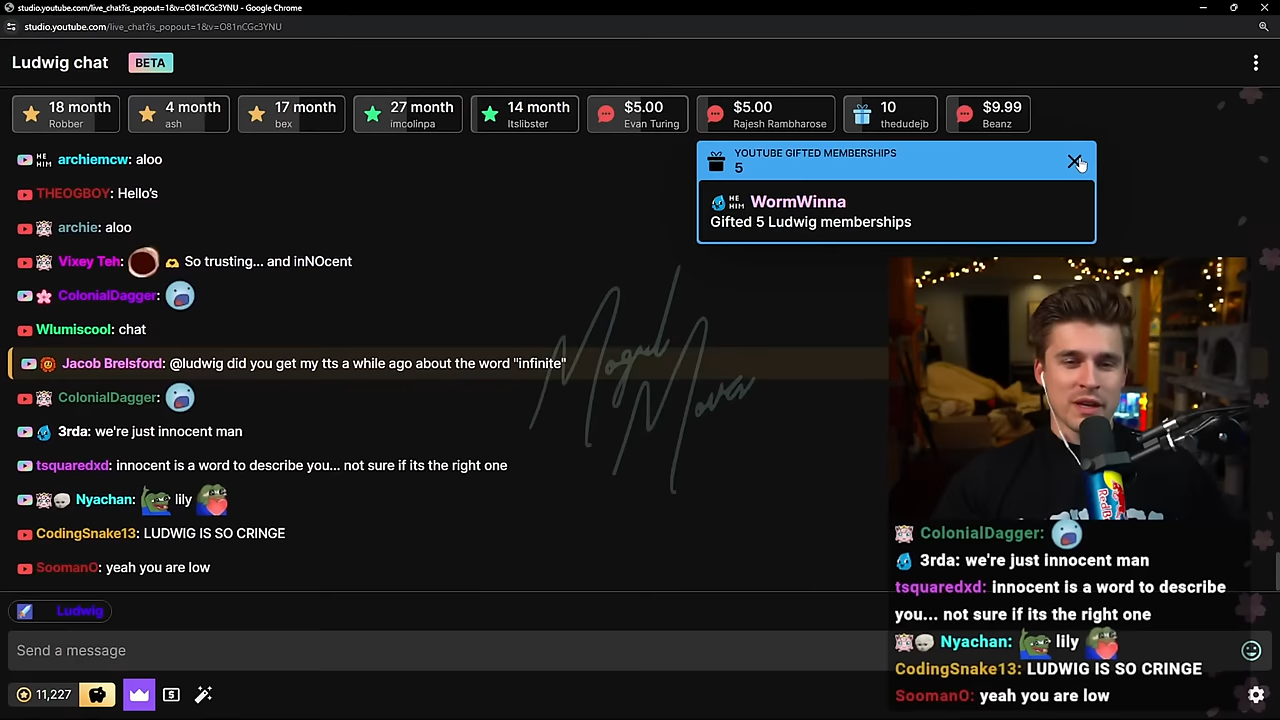 studio.youtube.com/live_chat?is_popout=1&v=O81nCGc3YNU - Google Chrome
studio.youtube.com/live_chat?is_popout=1&v=O81nCGc3YNU
Ludwig chat BETA
18 month
Robber
4 month
ash
17 month
bex
27 month
imcolinpa
14 month
Itslibster
$5.00
Evan Turing
$5.00
Rajesh Rambharose
10
thedudejb
$9.99
Beanz
YOUTUBE GIFTED MEMBERSHIPS
5
HE HIM WormWinna
Gifted 5 Ludwig memberships
HE HIM archiemcw: aloo
THEOGBOY: Hello's
archie: aloo
Vixey Teh: So trusting... and inNOcent
ColonialDagger:
Wlumiscool: chat
Jacob Brelsford: @ludwig did you get my tts a while ago about the word "infinite"
ColonialDagger:
3rda: we're just innocent man
tsquaredxd: innocent is a word to describe you... not sure if its the right one
Nyachan: lily
CodingSnake13: LUDWIG IS SO CRINGE
SoomanO: yeah you are low
Mogul
Moves
Ludwig
Send a message
11,227
RedBull
ColonialDagger:
3rda: we're just innocent man
tsquaredxd: innocent is a word to describe
you... not sure if its the right one
Nyachan: lily
CodingSnake13: LUDWIG IS SO CRINGE
SoomanO: yeah you are low